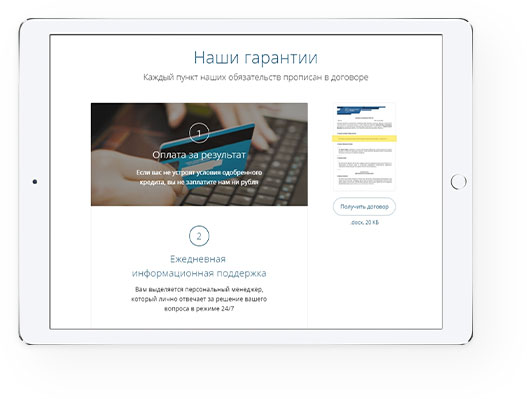 Наши гарантии
Каждый пункт наших обязательств прописан в договоре
1
Оплата за результат
Если вас не устроят условия одобренного
кредита, вы не заплатите нам ни рубля
Получить договор
.docx, 20 КБ
2
Ежедневная
информационная поддержка
Вам выделяется персональный менеджер,
который лично отвечает за решение вашего
вопроса в режиме 24/7